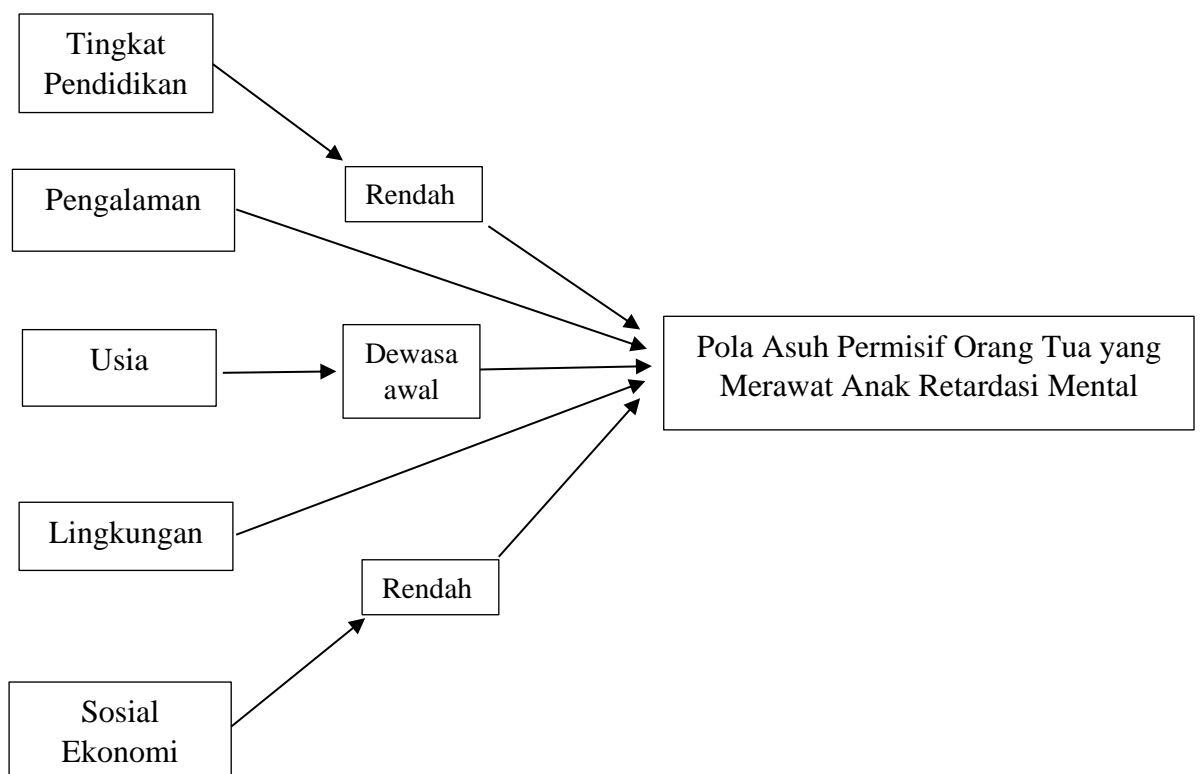 Tingkat
Pendidikan
Rendah
Pengalaman
Usia
Dewasa
awal
Pola Asuh Permisif Orang Tua yang
Merawat Anak Retardasi Mental
Lingkungan
Rendah
Sosial
Ekonomi